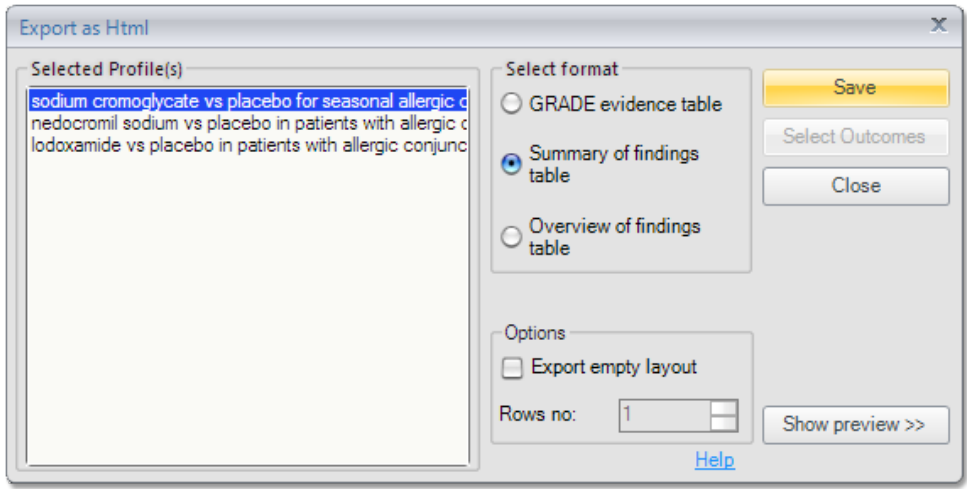 Export as Html
Selected Profile(s)
sodium cromoglycate vs placebo for seasonal allergic c
nedocromil sodium vs placebo in patients with allergic c
lodoxamide vs placebo in patients with allergic conjunc
Select format
GRADE evidence table
Summary of findings
table
Overview of findings
table
Options
Export empty layout
Rows no: 1
Help
Save
Select Outcomes
Close
Show preview >>